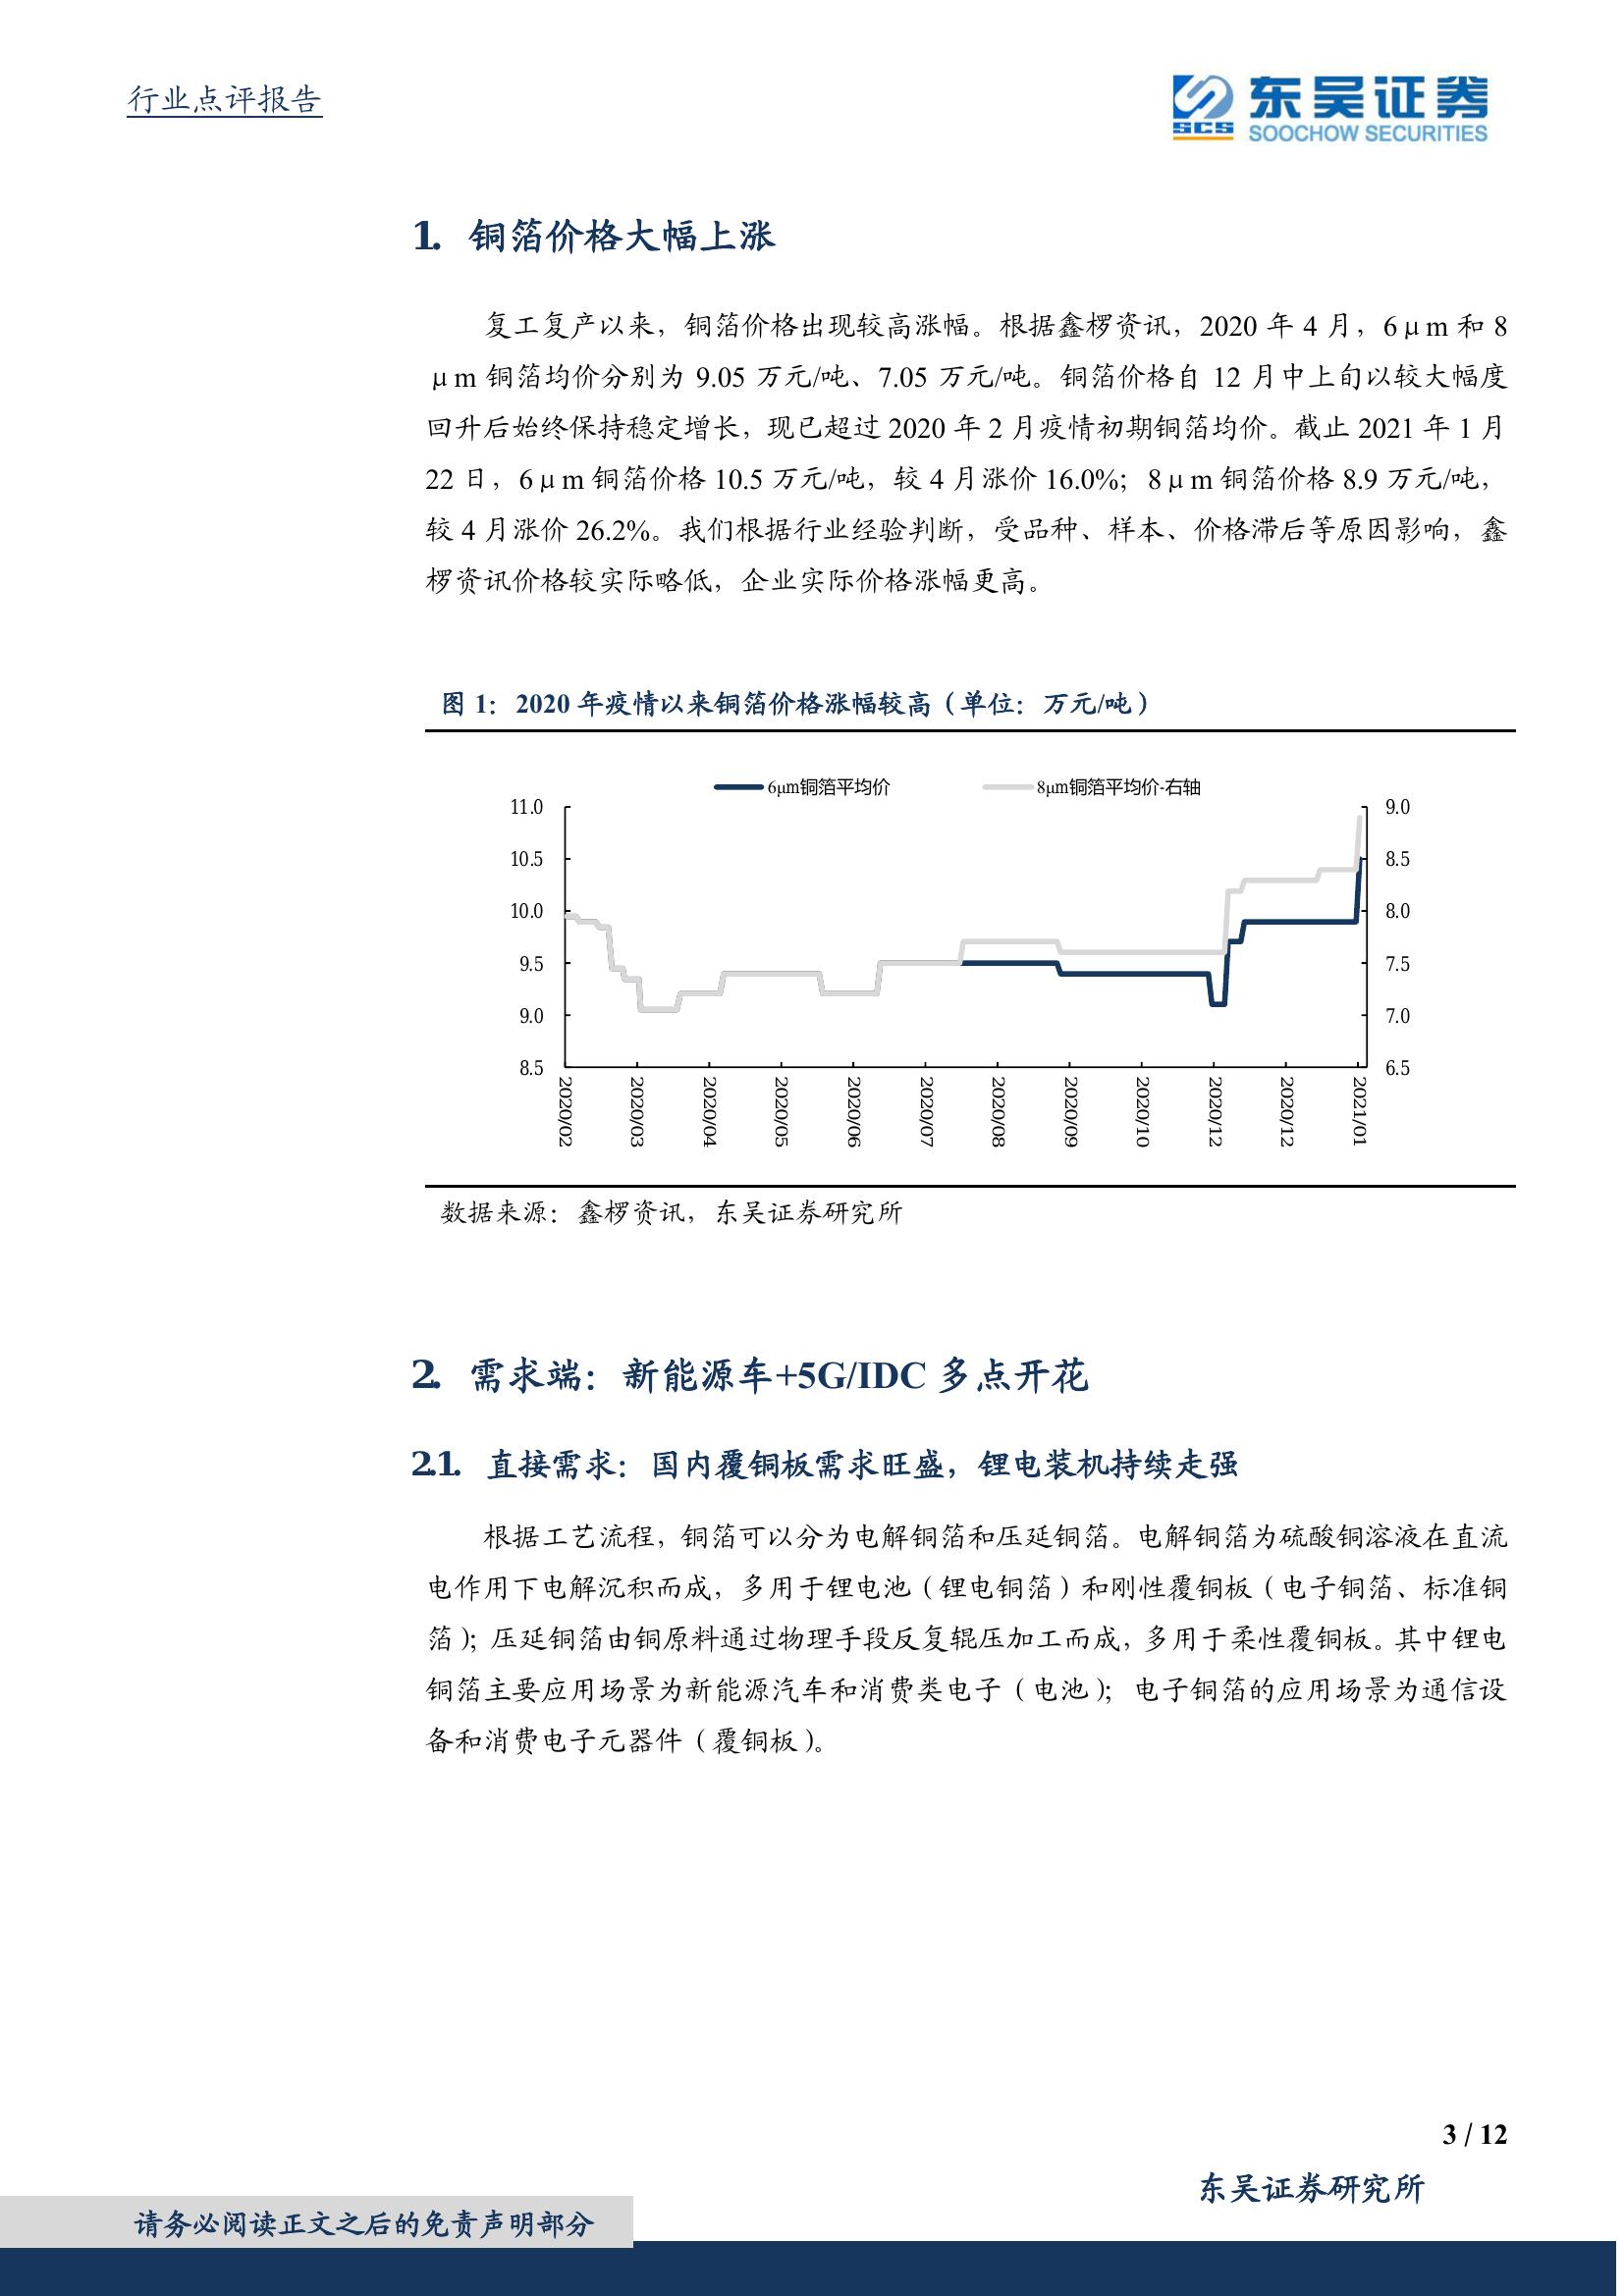 行业点评报告
SCS
东吴证券
SOOCHOW SECURITIES
1. 铜箔价格大幅上涨
复工复产以来，铜箔价格出现较高涨幅。根据鑫椤资讯，2020 年 4 月，6μm 和 8
μm 铜箔均价分别为 9.05 万元/吨、7.05 万元/吨。铜箔价格自 12 月中上旬以较大幅度
回升后始终保持稳定增长，现已超过 2020 年 2 月疫情初期铜箔均价。截止 2021 年 1 月
22 日，6μm 铜箔价格 10.5 万元/吨，较 4 月涨价 16.0%；8μm 铜箔价格 8.9 万元/吨，
较 4 月涨价 26.2%。我们根据行业经验判断，受品种、样本、价格滞后等原因影响，鑫
椤资讯价格较实际略低，企业实际价格涨幅更高。
图 1：2020 年疫情以来铜箔价格涨幅较高（单位：万元/吨）
6μm铜箔平均价 8μm铜箔平均价-右轴
11.0 9.0
10.5 8.5
10.0 8.0
9.5 7.5
9.0 7.0
8.5 6.5
2020/02 2020/03 2020/04 2020/05 2020/06 2020/07 2020/08 2020/09 2020/10 2020/12 2020/12 2021/01
数据来源：鑫椤资讯，东吴证券研究所
2. 需求端：新能源车+5G/IDC 多点开花
2.1. 直接需求：国内覆铜板需求旺盛，锂电装机持续走强
根据工艺流程，铜箔可以分为电解铜箔和压延铜箔。电解铜箔为硫酸铜溶液在直流
电作用下电解沉积而成，多用于锂电池（锂电铜箔）和刚性覆铜板（电子铜箔、标准铜
箔）；压延铜箔由铜原料通过物理手段反复辊压加工而成，多用于柔性覆铜板。其中锂电
铜箔主要应用场景为新能源汽车和消费类电子（电池）；电子铜箔的应用场景为通信设
备和消费电子元器件（覆铜板）。
3 / 12
东吴证券研究所
请务必阅读正文之后的免责声明部分